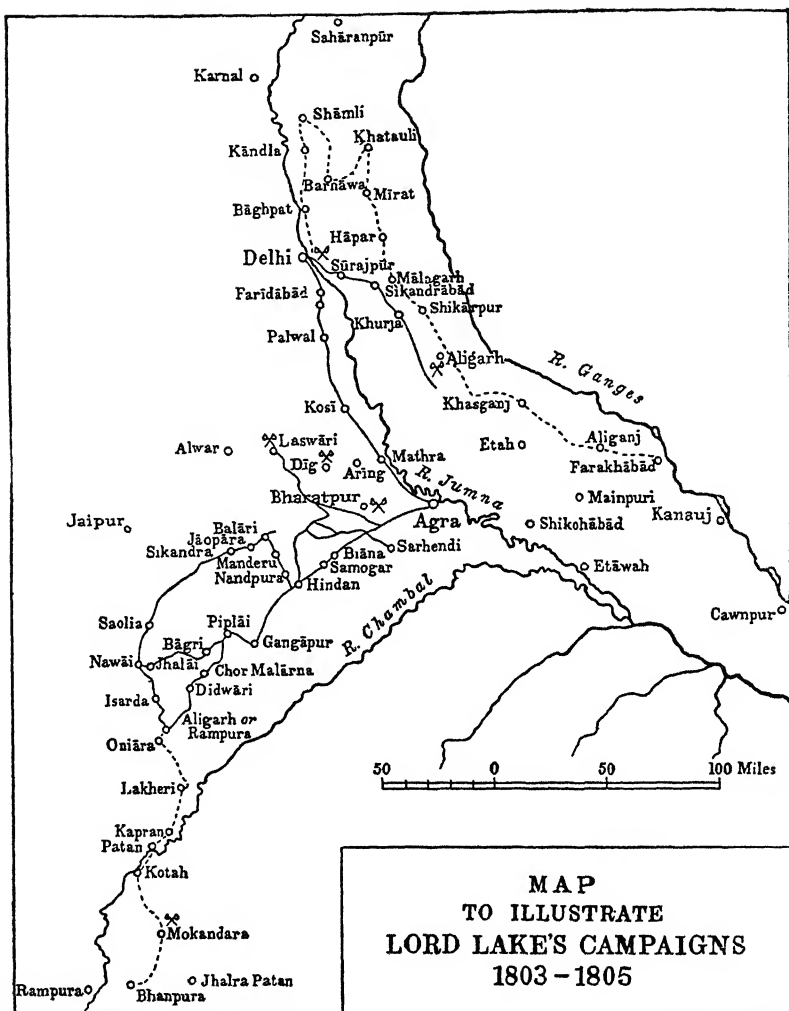 Sahāranpūr
Karnal
Shāmli
Khatauli
Kāndla
Barnāwa
Mīrat
Bāghpat
Hāpar
Delhi
Sūrajpūr
Mālagarh
Sikandrābād
Farīdābād
Shikārpur
Khurja
Palwal
Aligarh
R. Ganges
Khasganj
Kosī
Aliganj
Alwar
Laswāri
Etah
Dīg
Aring
Mathra
Farakhābād
R. Jumna
Bharatpur
Mainpuri
Agra
Kanauj
Jaipur
Balāri
Shikohābād
Jāopāra
Sikandra
Biāna
Sarhendi
Manderu
Samogar
Nandpura
Hindan
Etāwah
R. Chambal
Cawnpur
Saolia
Piplāi
Bāgri
Gangāpur
Nawāi
Jhalāi
Chor Malārna
Isarda
Didwāri
Aligarh or
Rampura
Oniāra
50 0 50 100 Miles
Lakheri
Kapran
Patan
Kotah
Mokandara
Jhalra Patan
Rampura
Bhanpura
MAP
TO ILLUSTRATE
LORD LAKE'S CAMPAIGNS
1803-1805